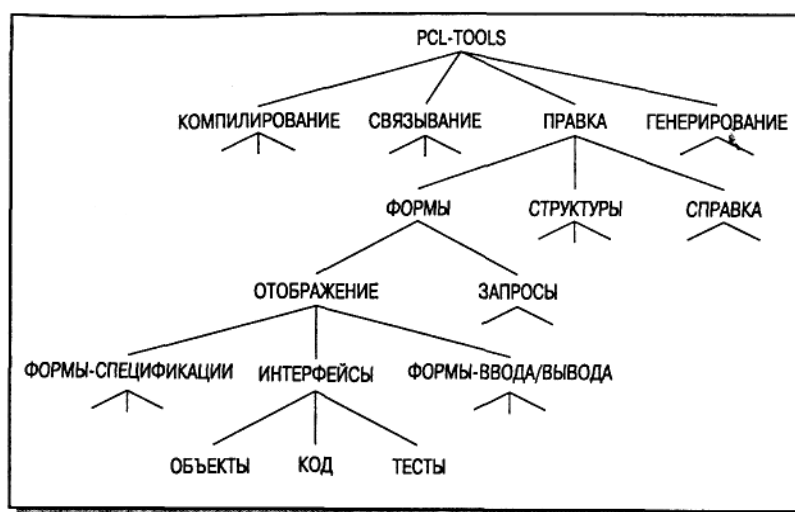 PCL-TOOLS
КОМПИЛИРОВАНИЕ СВЯЗЫВАНИЕ ПРАВКА ГЕНЕРИРОВАНИЕ
ФОРМЫ СТРУКТУРЫ СПРАВКА
ОТОБРАЖЕНИЕ ЗАПРОСЫ
ФОРМЫ-СПЕЦИФИКАЦИИ ИНТЕРФЕЙСЫ ФОРМЫ-ВВОДА/ВЫВОДА
ОБЪЕКТЫ КОД ТЕСТЫ